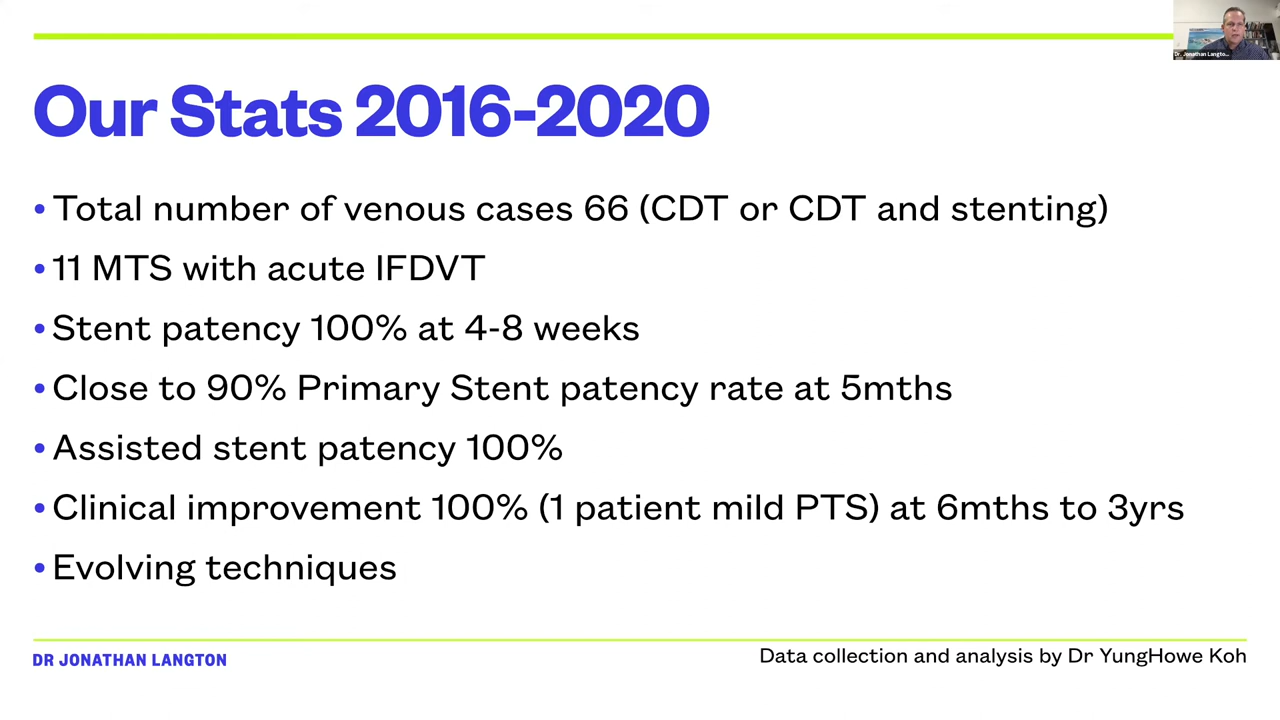 Dr. Jonathan Langto...
Our Stats 2016-2020
• Total number of venous cases 66 (CDT or CDT and stenting)
• 11 MTS with acute IFDVT
• Stent patency 100% at 4-8 weeks
• Close to 90% Primary Stent patency rate at 5mths
• Assisted stent patency 100%
• Clinical improvement 100% (1 patient mild PTS) at 6mths to 3yrs
• Evolving techniques
DR JONATHAN LANGTON
Data collection and analysis by Dr YungHowe Koh